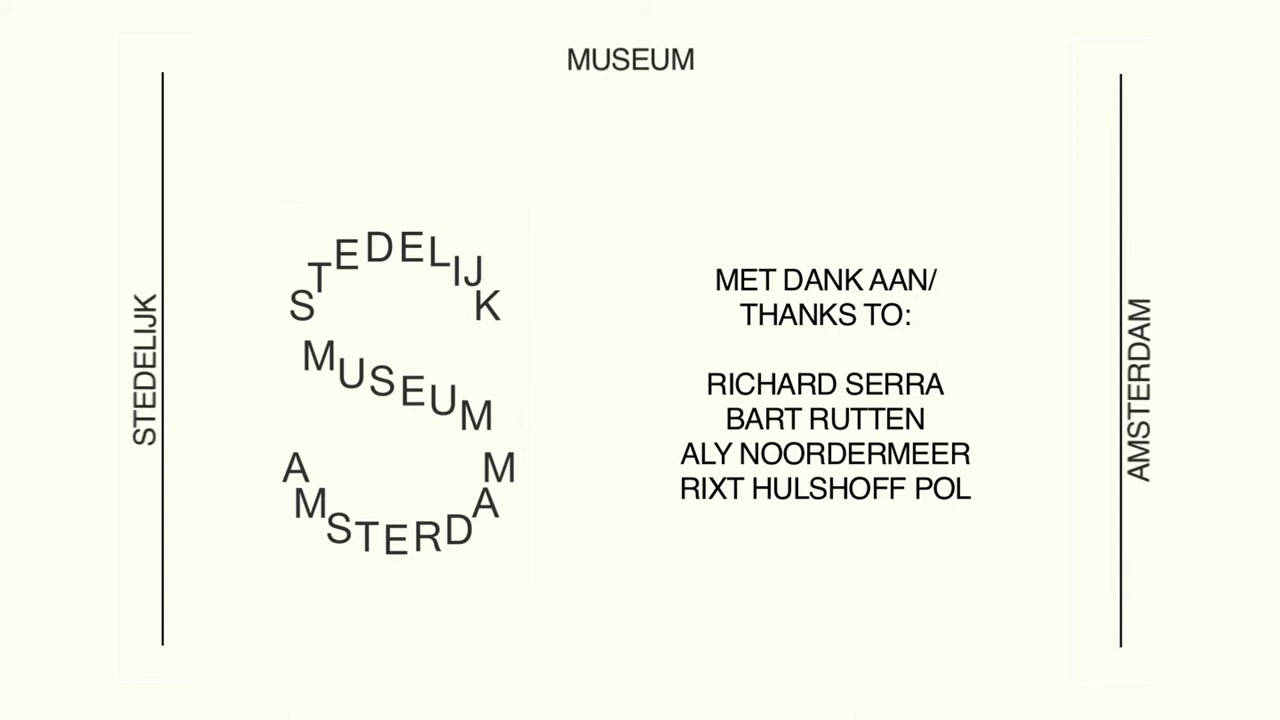 MUSEUM
STEDELIJK
STEDELIJK
MUSEUM
AMSTERDAM
MET DANK AAN/
THANKS TO:
RICHARD SERRA
BART RUTTEN
ALY NOORDERMEER
RIXT HULSHOFF POL
AMSTERDAM